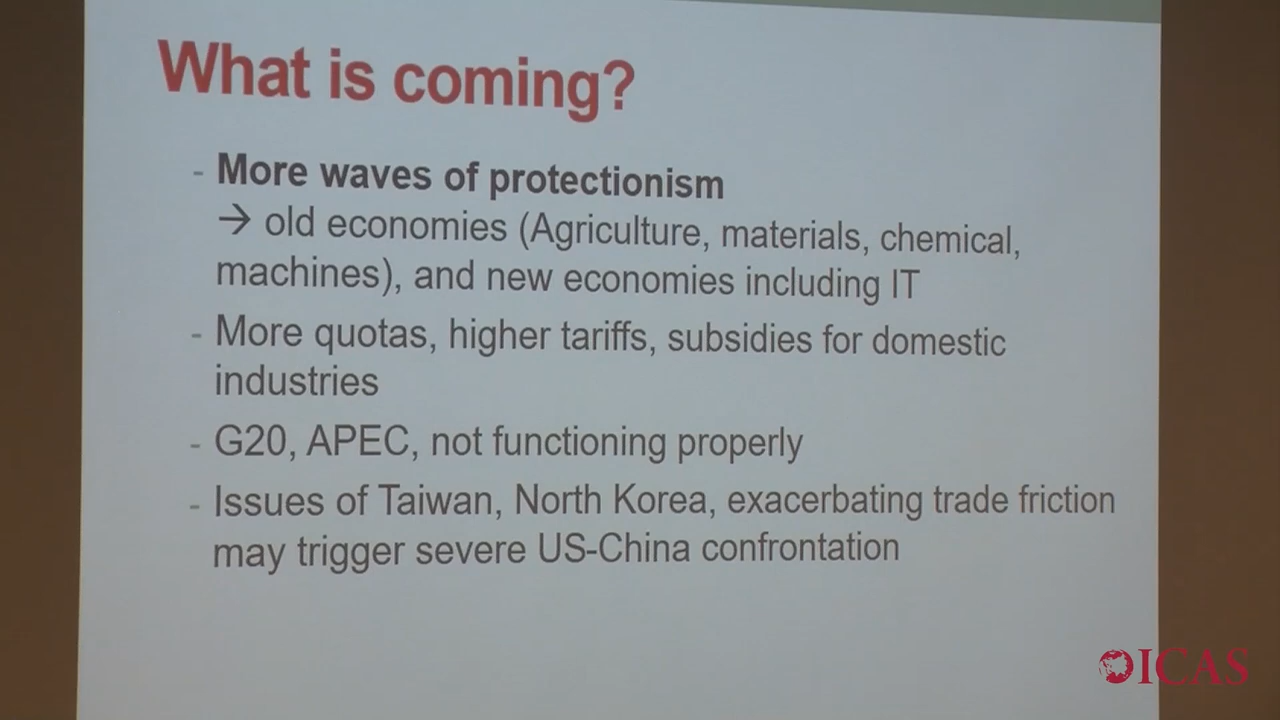 What is coming?
- More waves of protectionism
→ old economies (Agriculture, materials, chemical,
machines), and new economies including IT
- More quotas, higher tariffs, subsidies for domestic
industries
- G20, APEC, not functioning properly
- Issues of Taiwan, North Korea, exacerbating trade friction
may trigger severe US-China confrontation
ICAS